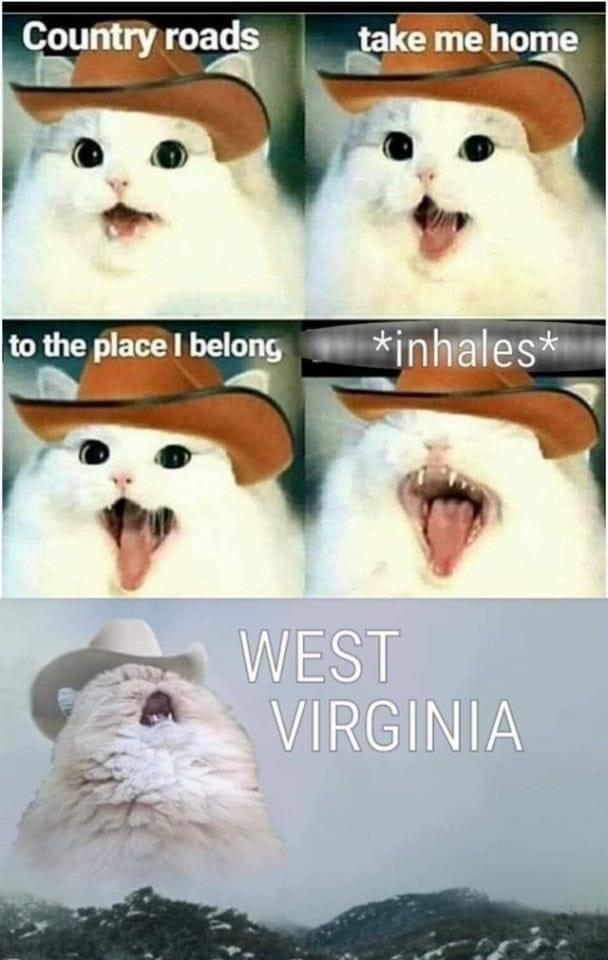 Country roads
take me home
to the place I belong
*inhales*
WEST
VIRGINIA